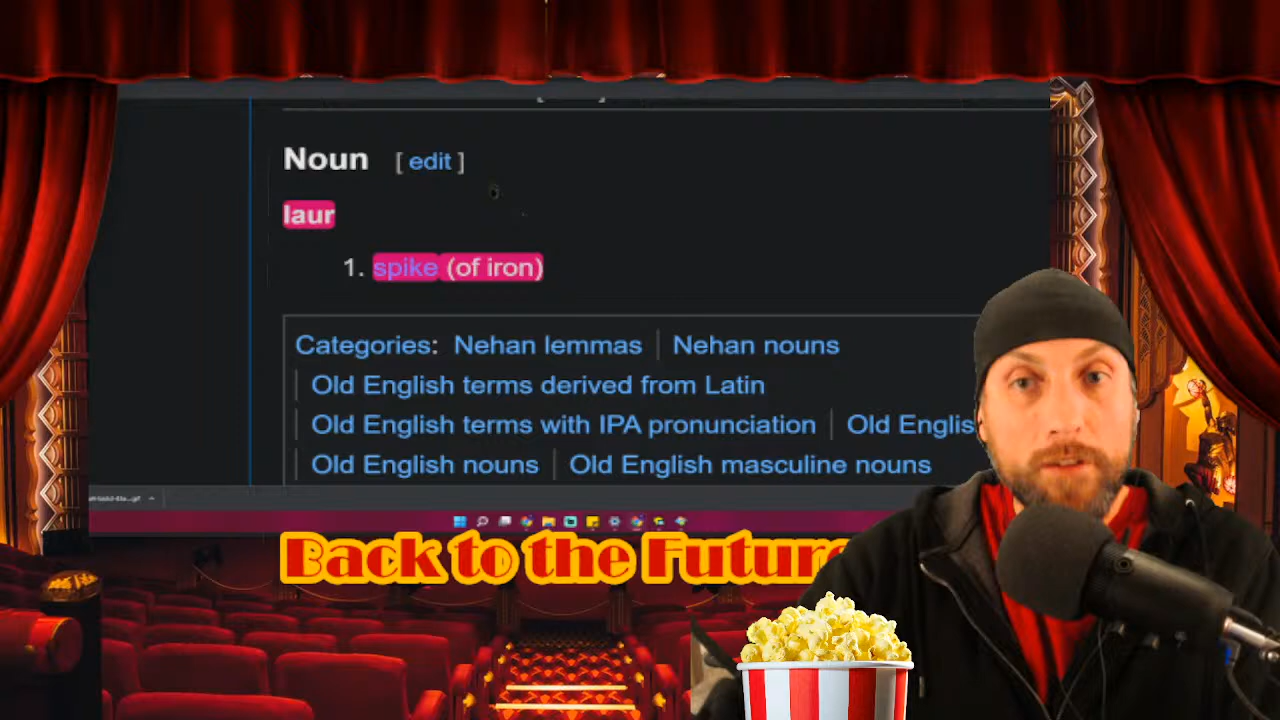 Noun [ edit ]
laur
1. spike (of iron)
Categories: Nehan lemmas | Nehan nouns
| Old English terms derived from Latin
| Old English terms with IPA pronunciation | Old Englis
| Old English nouns | Old English masculine nouns
Back to the Future